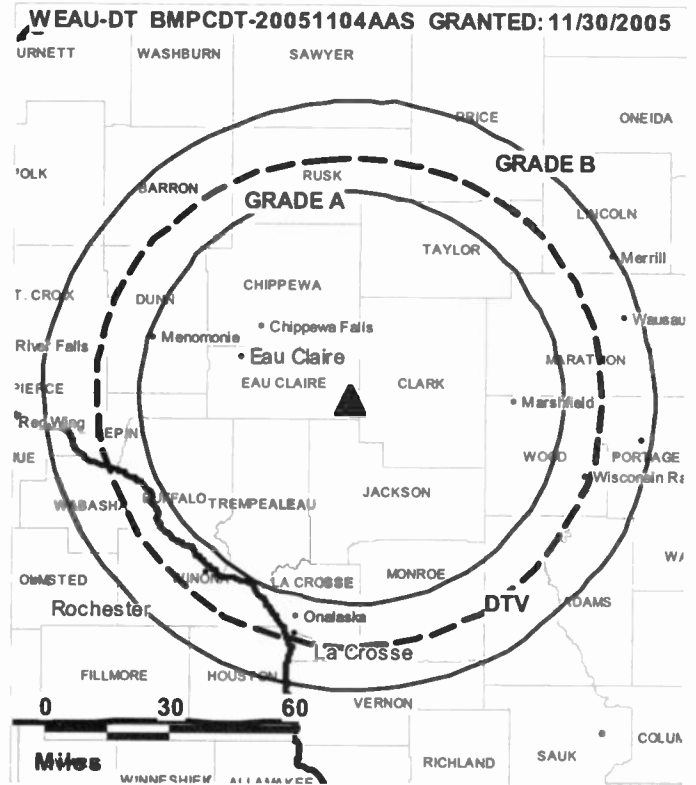 WEAU-DT BMPCDT-20051104AAS GRANTED: 11/30/2005
URNETT WASHBURN SAWYER
PRICE ONEIDA
GRADE B
'OLK RUSK
BARRON
GRADE A
LINCOLN
TAYLOR
Merrill
CHIPPEWA
T. CROIX DUNN
Chippewa Falls Wausau
Menomonie
River Falls Eau Claire MARATHON
PIERCE EAU CLAIRE CLARK
Marshfield
Red Wing
EPIN
UE WOOD PORTAGE
Wisconsin Ra
JACKSON
WABASHA BUFFALO TREMPEALEAU
WA
OLMSTED WINONA LA CROSSE MONROE
Rochester DTV ADAMS
Onalaska
La Crosse
FILLMORE HOUSTON
0 30 60 VERNON
COLUM
Miles RICHLAND SAUK
WINNESHIEK ALLAMAKEE